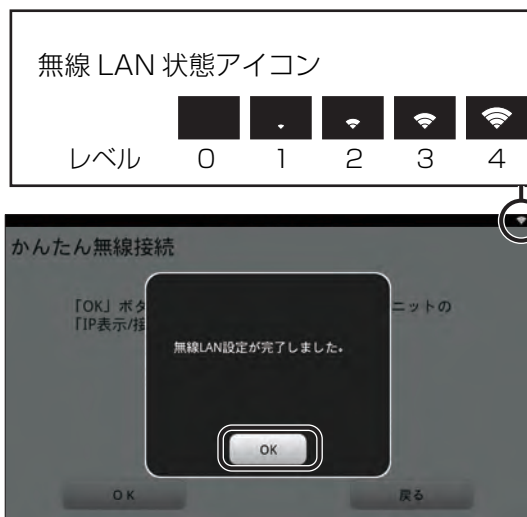 無線 LAN 状態アイコン
レベル 0 1 2 3 4
かんたん無線接続
「OK」ボタ ニットの
「IP表示/接
無線LAN設定が完了しました。
OK
OK 戻る